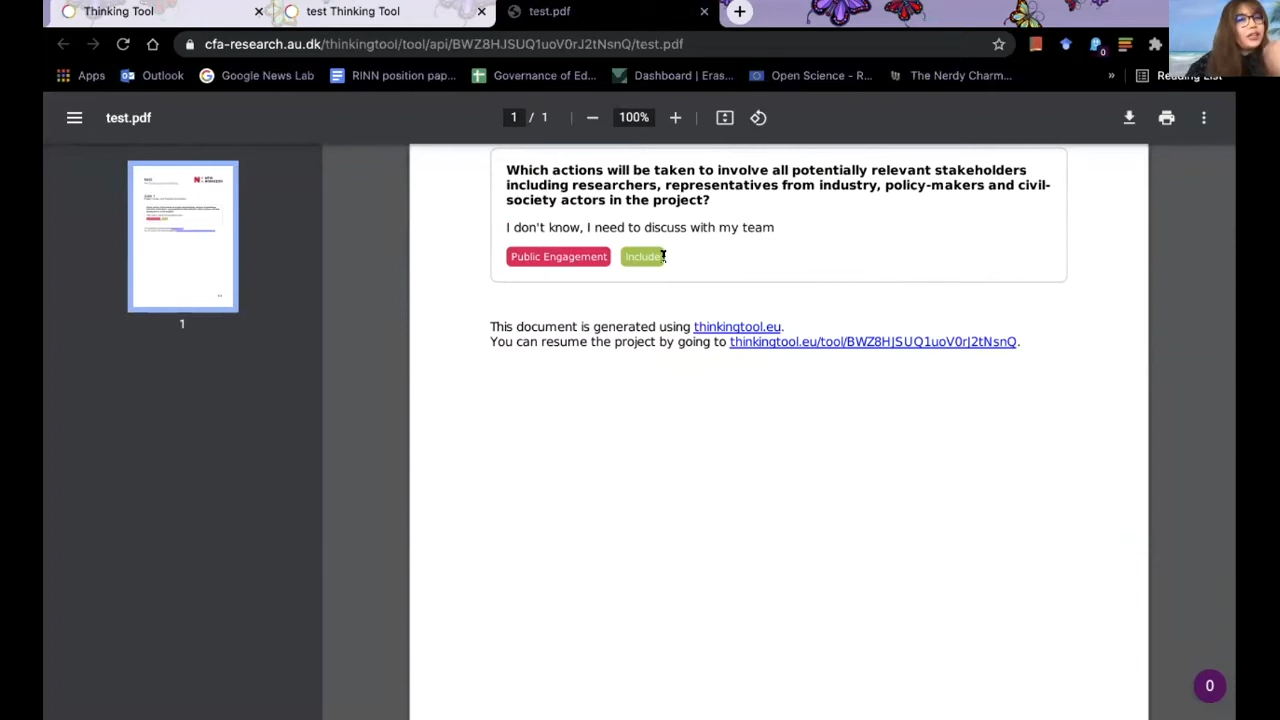 Thinking Tool
test Thinking Tool
test.pdf
cfa-research.au.dk/thinkingtool/tool/api/BWZ8HJSUQ1uoV0rJ2tNsnQ/test.pdf
0
Apps
Outlook
Google News Lab
RINN position pap...
Governance of Ed...
Dashboard | Eras...
Open Science - R...
The Nerdy Charm...
»
Reading List
test.pdf
1 / 1
100%
Which actions will be taken to involve all potentially relevant stakeholders
including researchers, representatives from industry, policy-makers and civil-
society actors in the project?
I don't know, I need to discuss with my team
Public Engagement
Include
This document is generated using thinkingtool.eu.
You can resume the project by going to thinkingtool.eu/tool/BWZ8HJSUQ1uoV0rJ2tNsnQ.
1
0